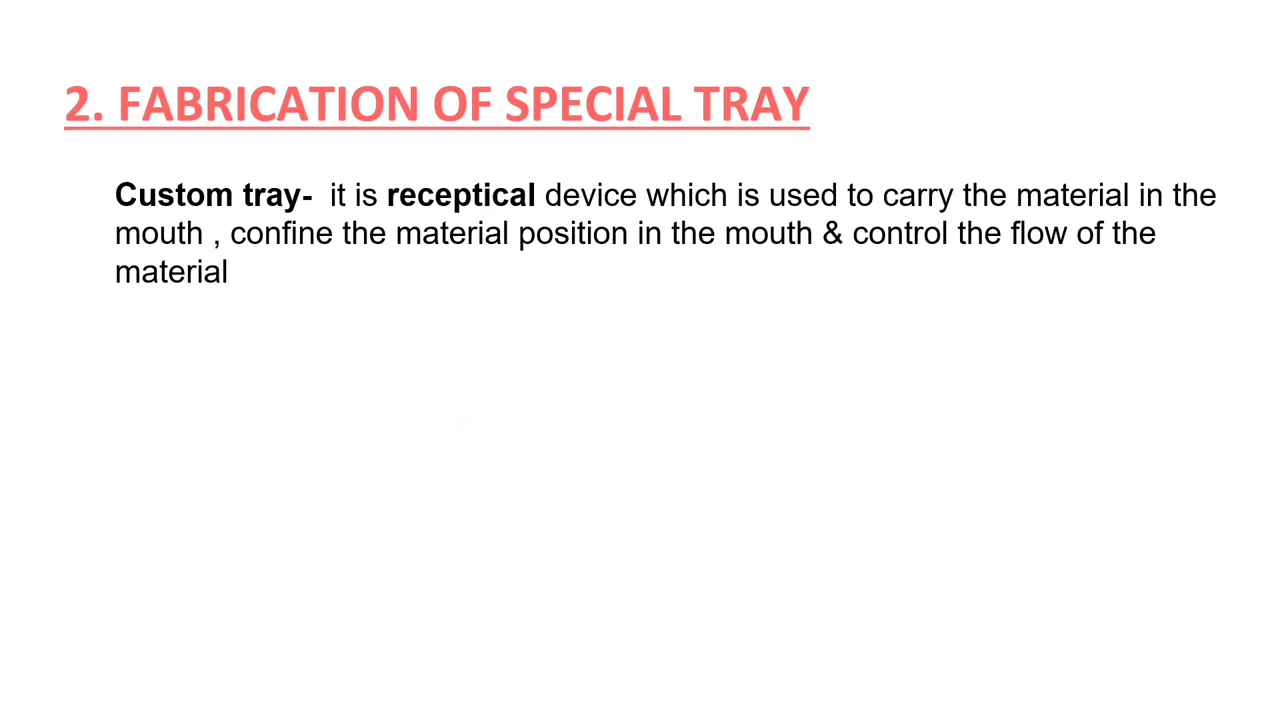 2. FABRICATION OF SPECIAL TRAY
Custom tray-  it is receptical device which is used to carry the material in the
mouth , confine the material position in the mouth & control the flow of the
material